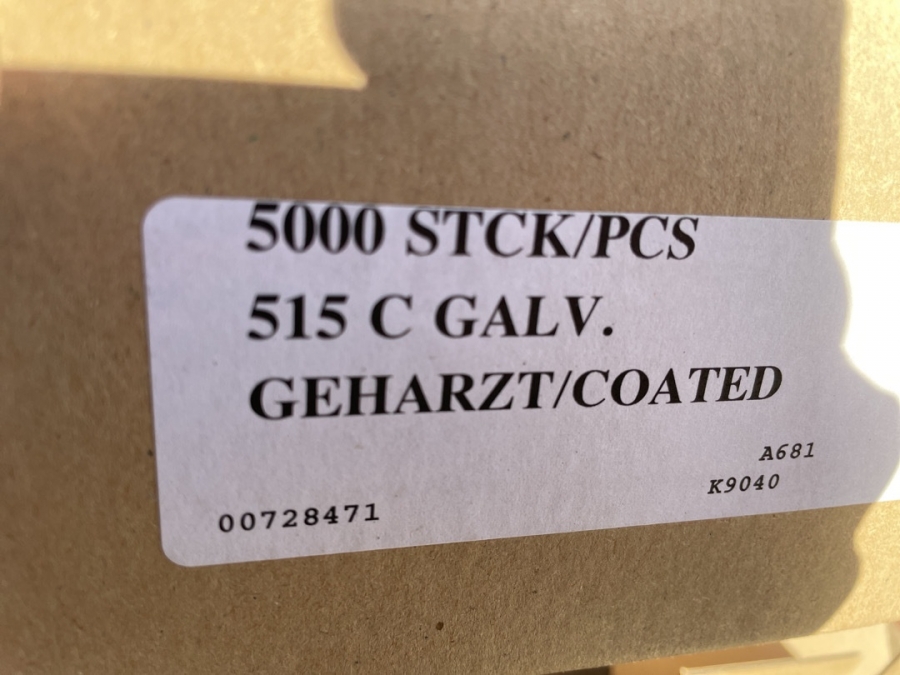 5000 STCK/PCS
515 C GALV.
GEHARZT/COATED
A681
K9040
00728471